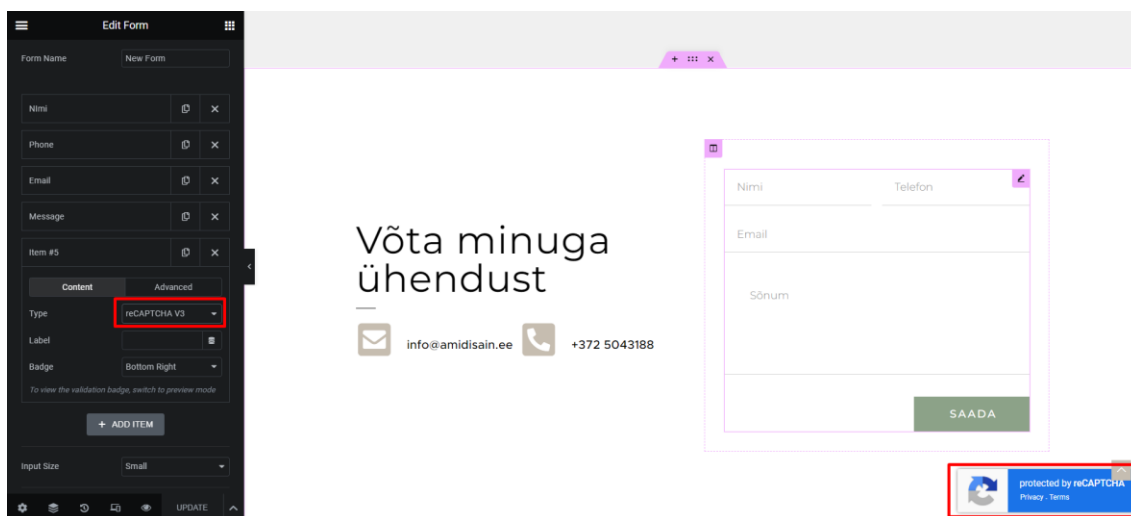 Edit Form
Form Name
New Form
NImi
Phone
Email
Message
Item #5
Content
Advanced
Type
reCAPTCHA V3
Label
Badge
Bottom Right
To view the validation badge, switch to preview mode
+ ADD ITEM
Input Size
Small
UPDATE
Võta minuga
ühendust
info@amidisain.ee
+372 5043188
Nimi
Telefon
Email
Sõnum
SAADA
protected by reCAPTCHA
Privacy - Terms